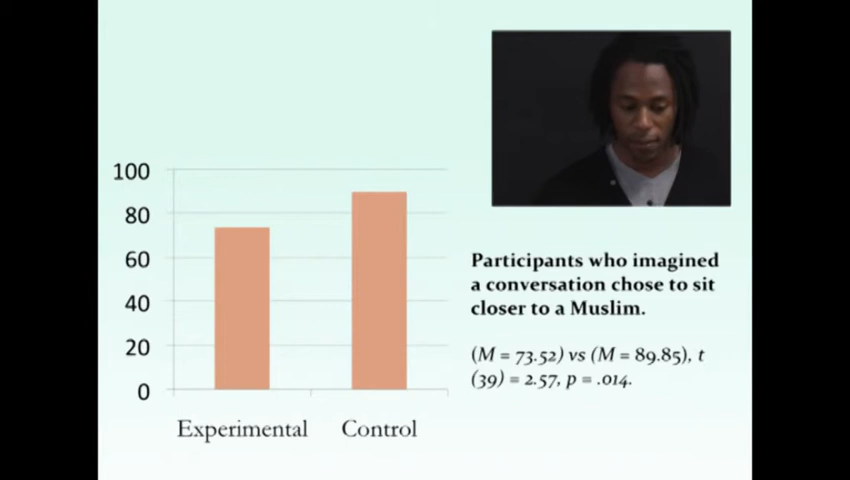 100
80
60
40
20
0
Experimental
Control
Participants who imagined
a conversation chose to sit
closer to a Muslim.
(M = 73.52) vs (M = 89.85), t
(39) = 2.57, p = .014.